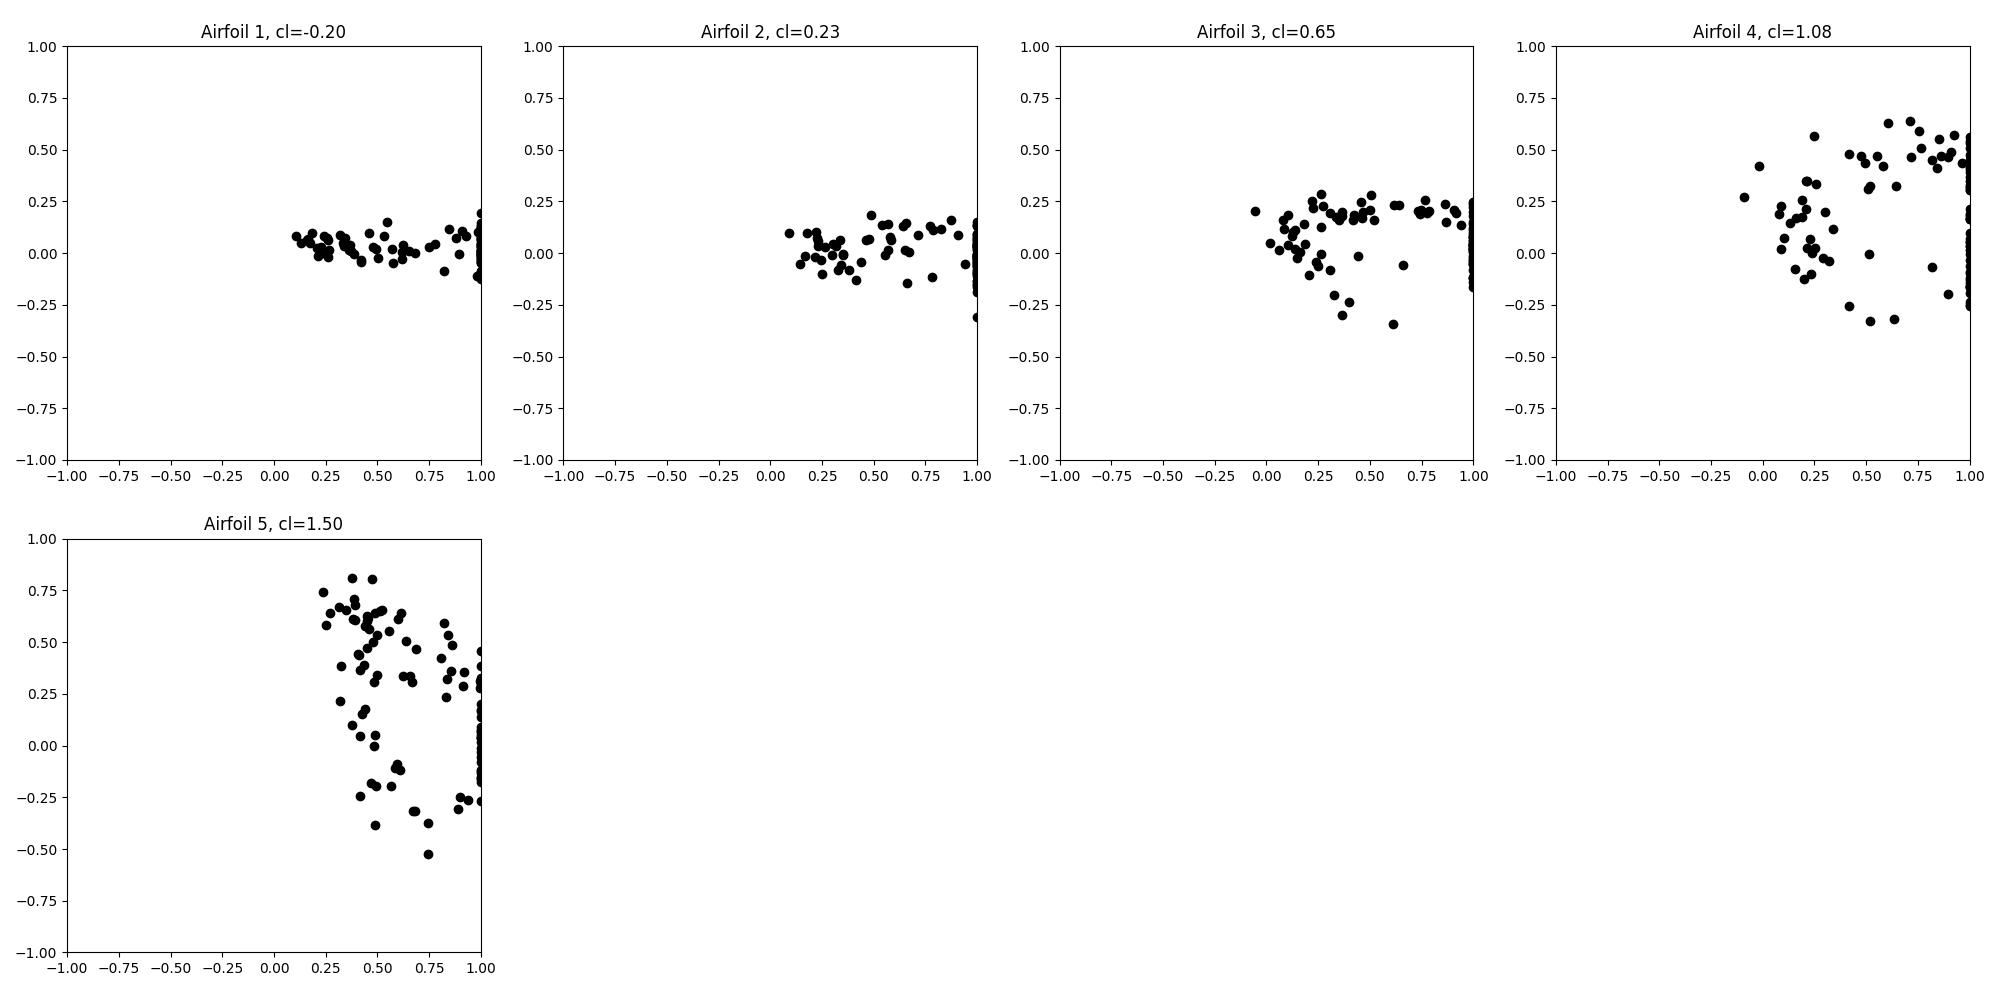 Airfoil 1, cl=-0.20
Airfoil 2, cl=0.23
Airfoil 3, cl=0.65
Airfoil 4, cl=1.08
1.00 1.00 1.00 1.00
0.75 0.75 0.75 0.75
0.50 0.50 0.50 0.50
0.25 0.25 0.25 0.25
0.00 0.00 0.00 0.00
−0.25 −0.25 −0.25 −0.25
−0.50 −0.50 −0.50 −0.50
−0.75 −0.75 −0.75 −0.75
−1.00 −1.00 −1.00 −1.00
−1.00 −0.75 −0.50 −0.25 0.00 0.25 0.50 0.75 1.00
−1.00 −0.75 −0.50 −0.25 0.00 0.25 0.50 0.75 1.00
−1.00 −0.75 −0.50 −0.25 0.00 0.25 0.50 0.75 1.00
−1.00 −0.75 −0.50 −0.25 0.00 0.25 0.50 0.75 1.00
Airfoil 5, cl=1.50
1.00
0.75
0.50
0.25
0.00
−0.25
−0.50
−0.75
−1.00
−1.00 −0.75 −0.50 −0.25 0.00 0.25 0.50 0.75 1.00